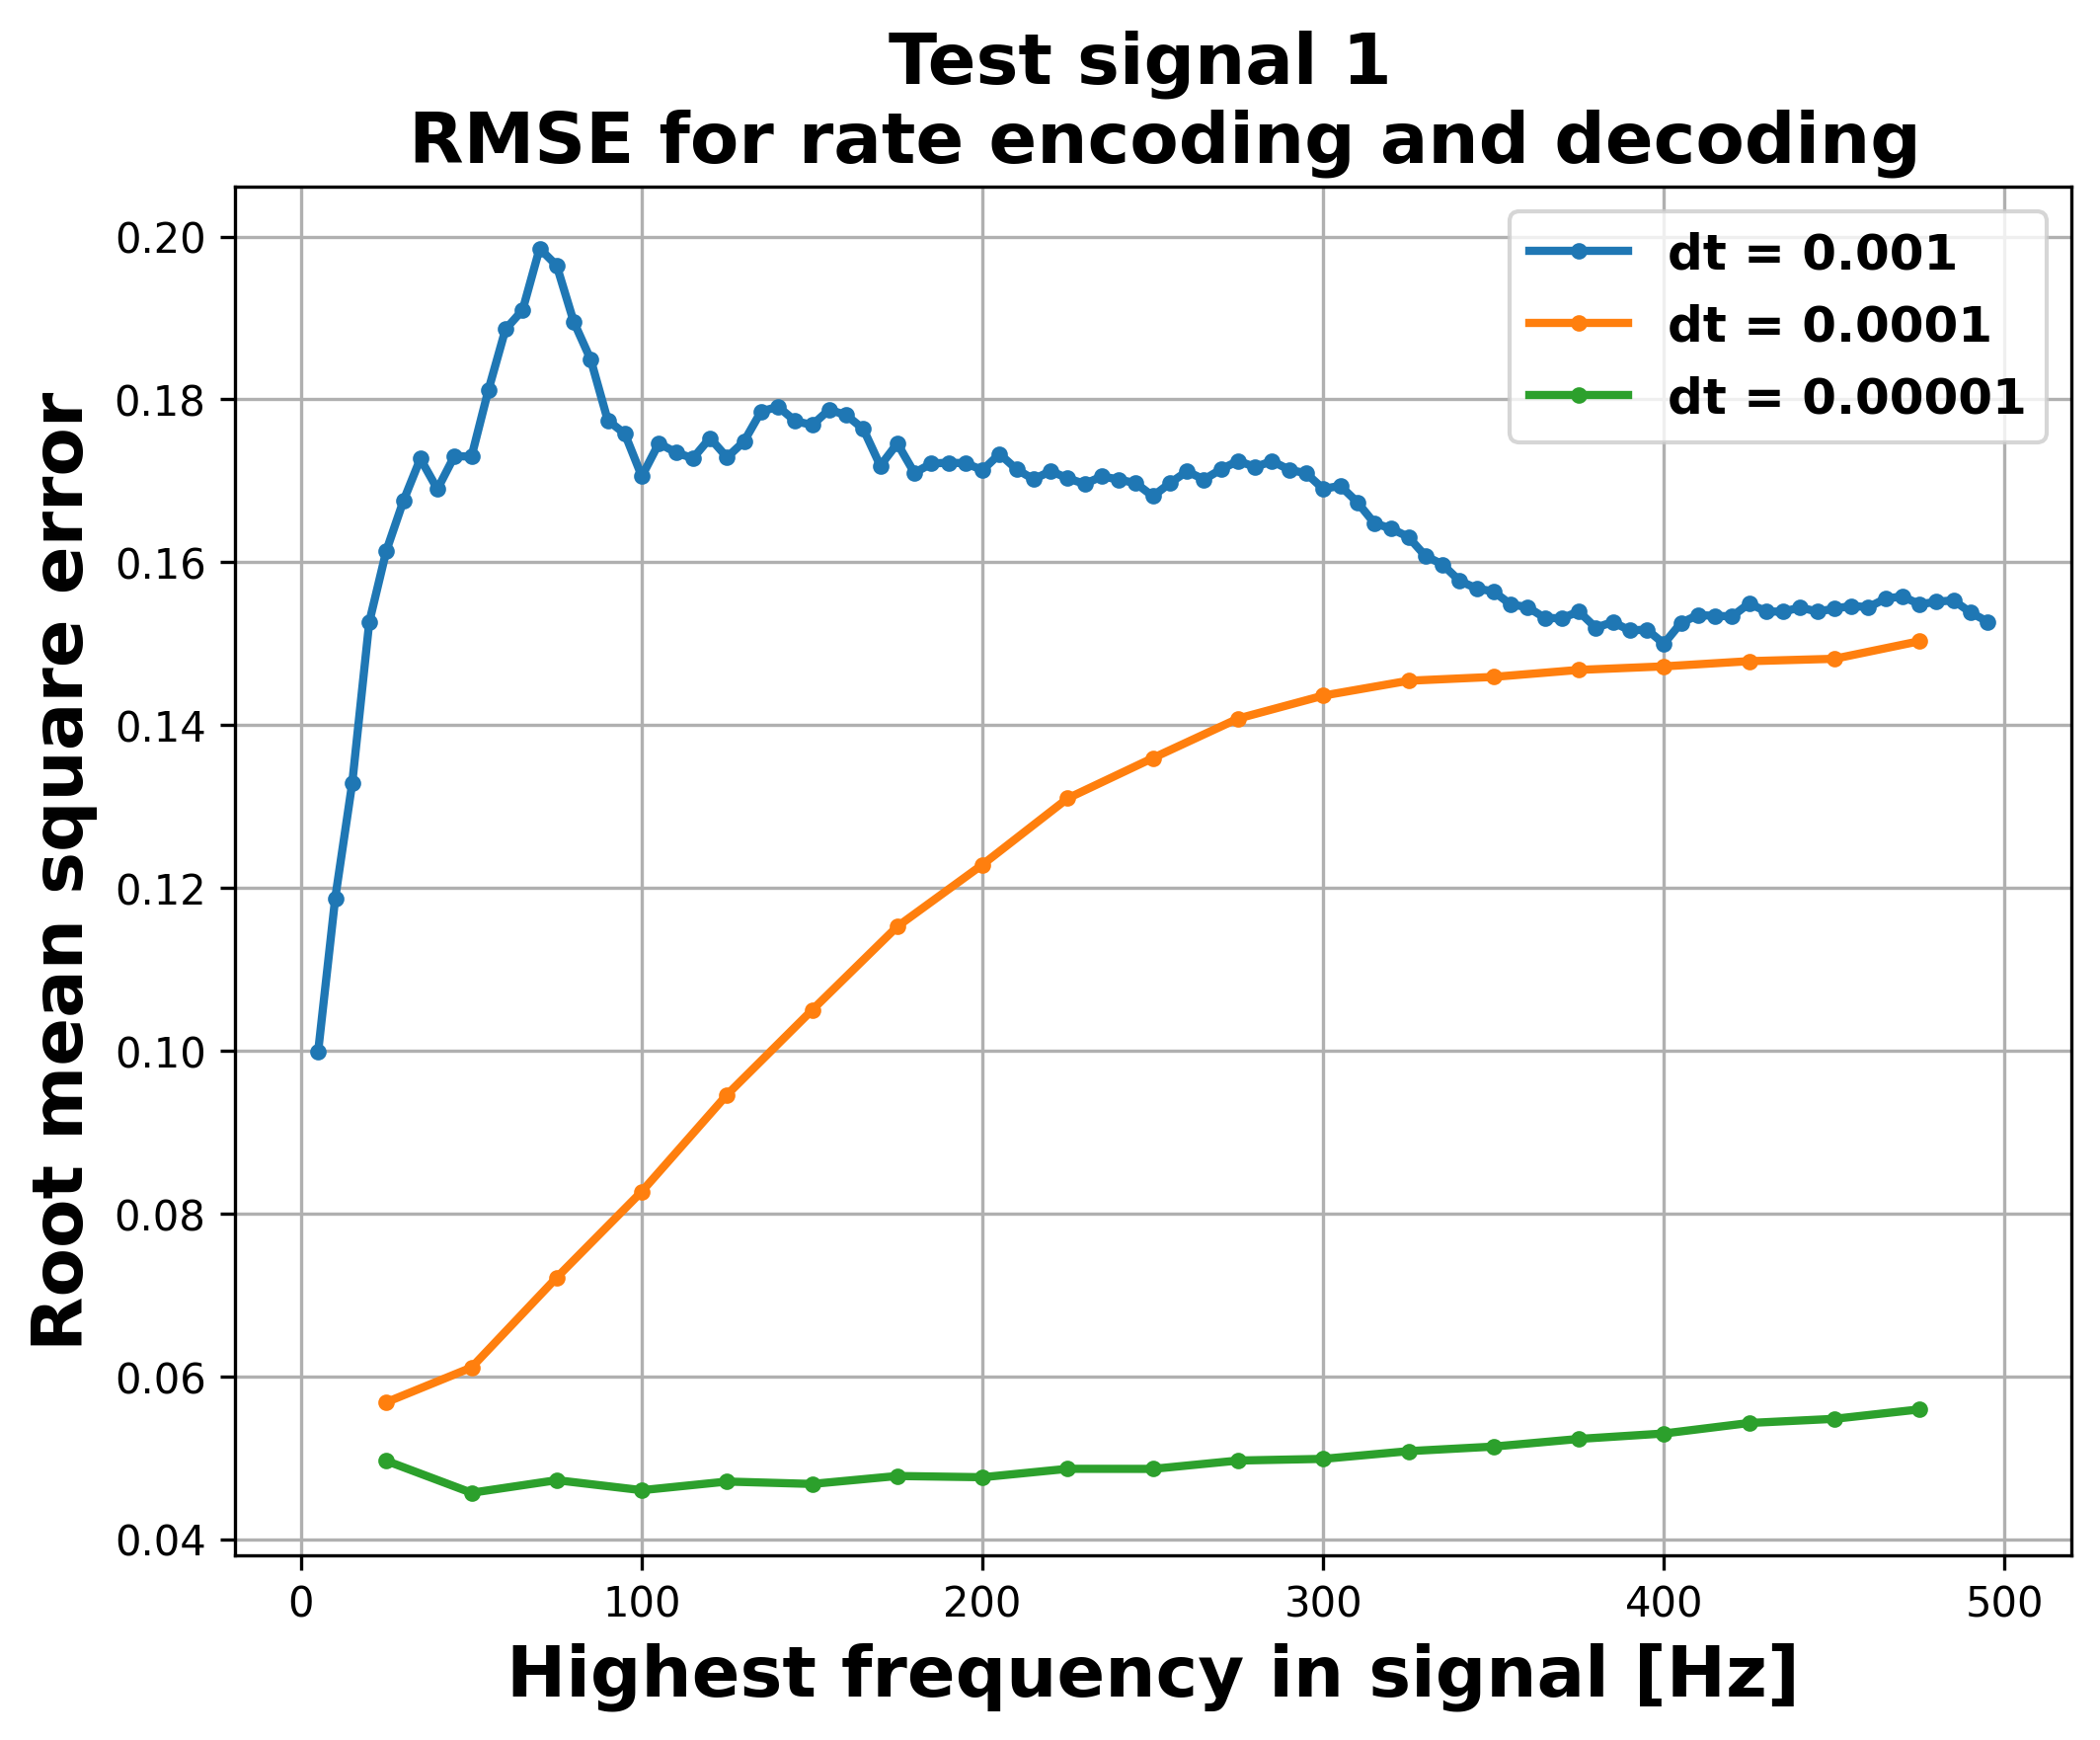 Test signal 1
RMSE for rate encoding and decoding
Root mean square error
0.20
0.18
0.16
0.14
0.12
0.10
0.08
0.06
0.04
dt = 0.001
dt = 0.0001
dt = 0.00001
0 100 200 300 400 500
Highest frequency in signal [Hz]